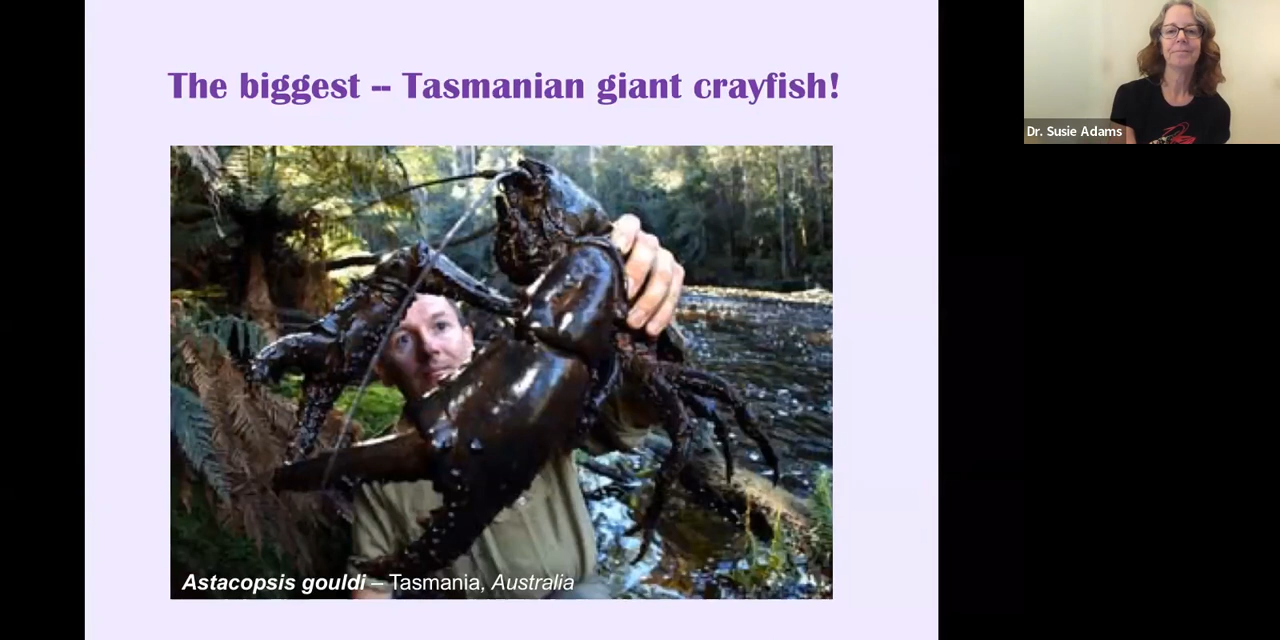 The biggest -- Tasmanian giant crayfish!
Dr. Susie Adams
Astacopsis gouldi – Tasmania, Australia